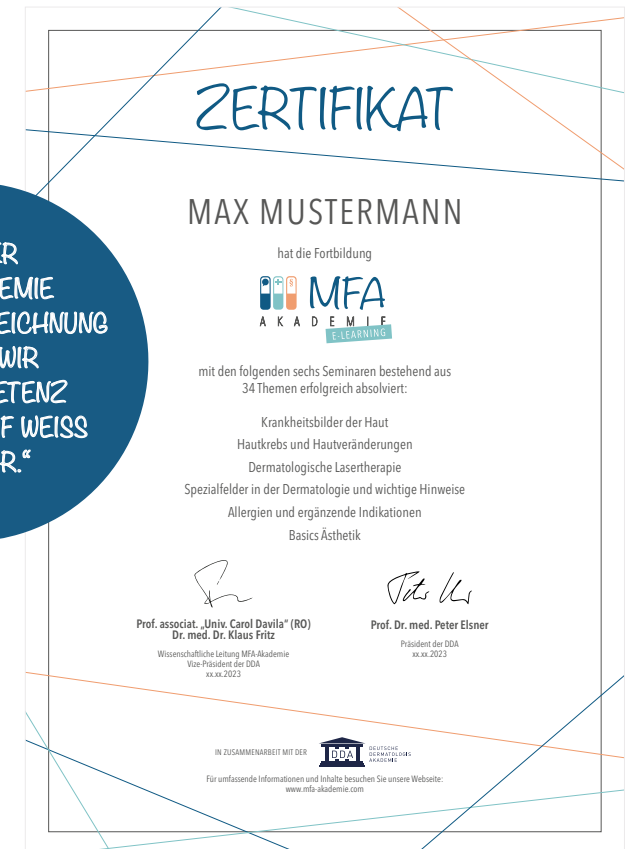 ZERTIFIKAT
MAX MUSTERMANN
hat die Fortbildung
MFA
AKADEMIE
E-LEARNING
mit den folgenden sechs Seminaren bestehend aus
34 Themen erfolgreich absolviert:
Krankheitsbilder der Haut
Hautkrebs und Hautveränderungen
Dermatologische Lasertherapie
Spezialfelder in der Dermatologie und wichtige Hinweise
Allergien und ergänzende Indikationen
Basics Ästhetik
WIR
WEISS
Prof. associat. „Univ. Carol Davila“ (RO)
Dr. med. Dr. Klaus Fritz
Wissenschaftliche Leitung MFA-Akademie
Vize-Präsident der DDA
xx.xx.2023
Prof. Dr. med. Peter Elsner
Präsident der DDA
xx.xx.2023
IN ZUSAMMENARBEIT MIT DER
DDA
DEUTSCHE
DERMATOLOGIS
AKADEMIE
Für umfassende Informationen und Inhalte besuchen Sie unsere Webseite:
www.mfa-akademie.com